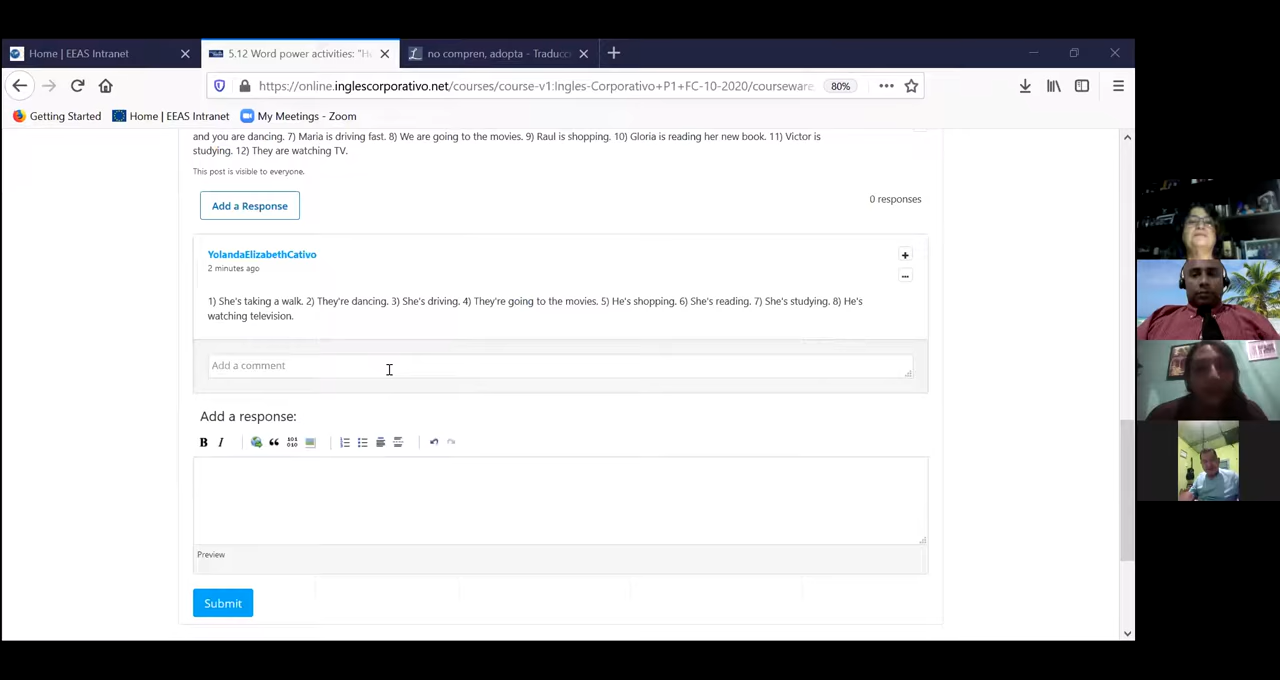 Home | EEAS Intranet
5.12 Word power activities: "He
no compren, adopta - Traducc
https://online.inglescorporativo.net/courses/course-v1:Ingles-Corporativo+P1+FC-10-2020/courseware
80%
Getting Started
Home | EEAS Intranet
My Meetings - Zoom
and you are dancing. 7) Maria is driving fast. 8) We are going to the movies. 9) Raul is shopping. 10) Gloria is reading her new book. 11) Victor is
studying. 12) They are watching TV.
This post is visible to everyone.
Add a Response
0 responses
YolandaElizabethCativo
2 minutes ago
1) She's taking a walk. 2) They're dancing. 3) She's driving. 4) They're going to the movies. 5) He's shopping. 6) She's reading. 7) She's studying. 8) He's
watching television.
Add a comment
Add a response:
Preview
Submit